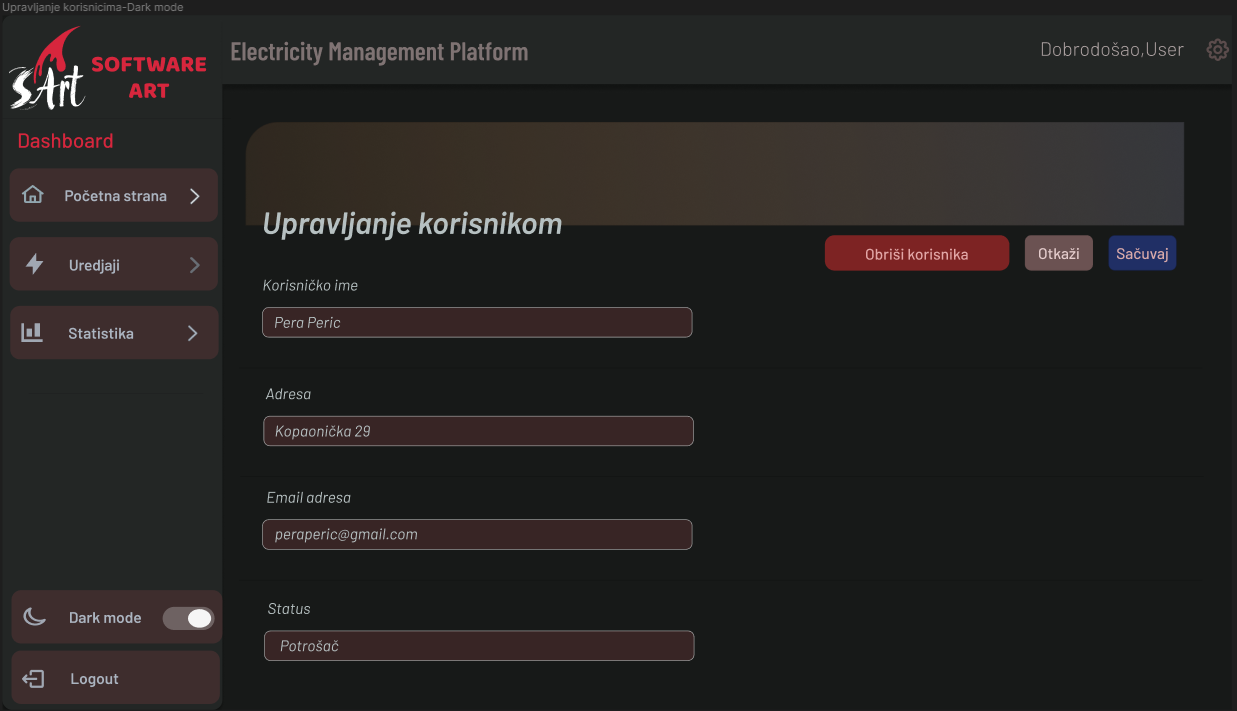 Upravljanje korisnicima-Dark mode
SArt
SOFTWARE
ART
Electricity Management Platform
Dobrodošao,User
Dashboard
Početna strana
Uredjaji
Statistika
Dark mode
Logout
Upravljanje korisnikom
Obriši korisnika
Otkaži
Sačuvaj
Korisničko ime
Pera Peric
Adresa
Kopaonička 29
Email adresa
peraperic@gmail.com
Status
Potrošač